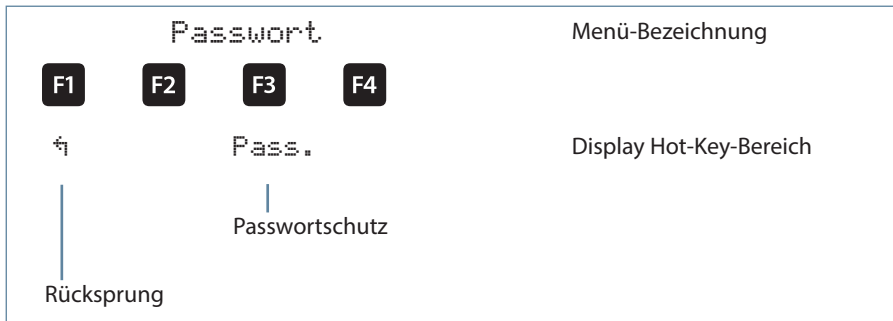 Passwort Menü-Bezeichnung
F1 F2 F3 F4
↰ Pass. Display Hot-Key-Bereich
Passwortschutz
Rücksprung